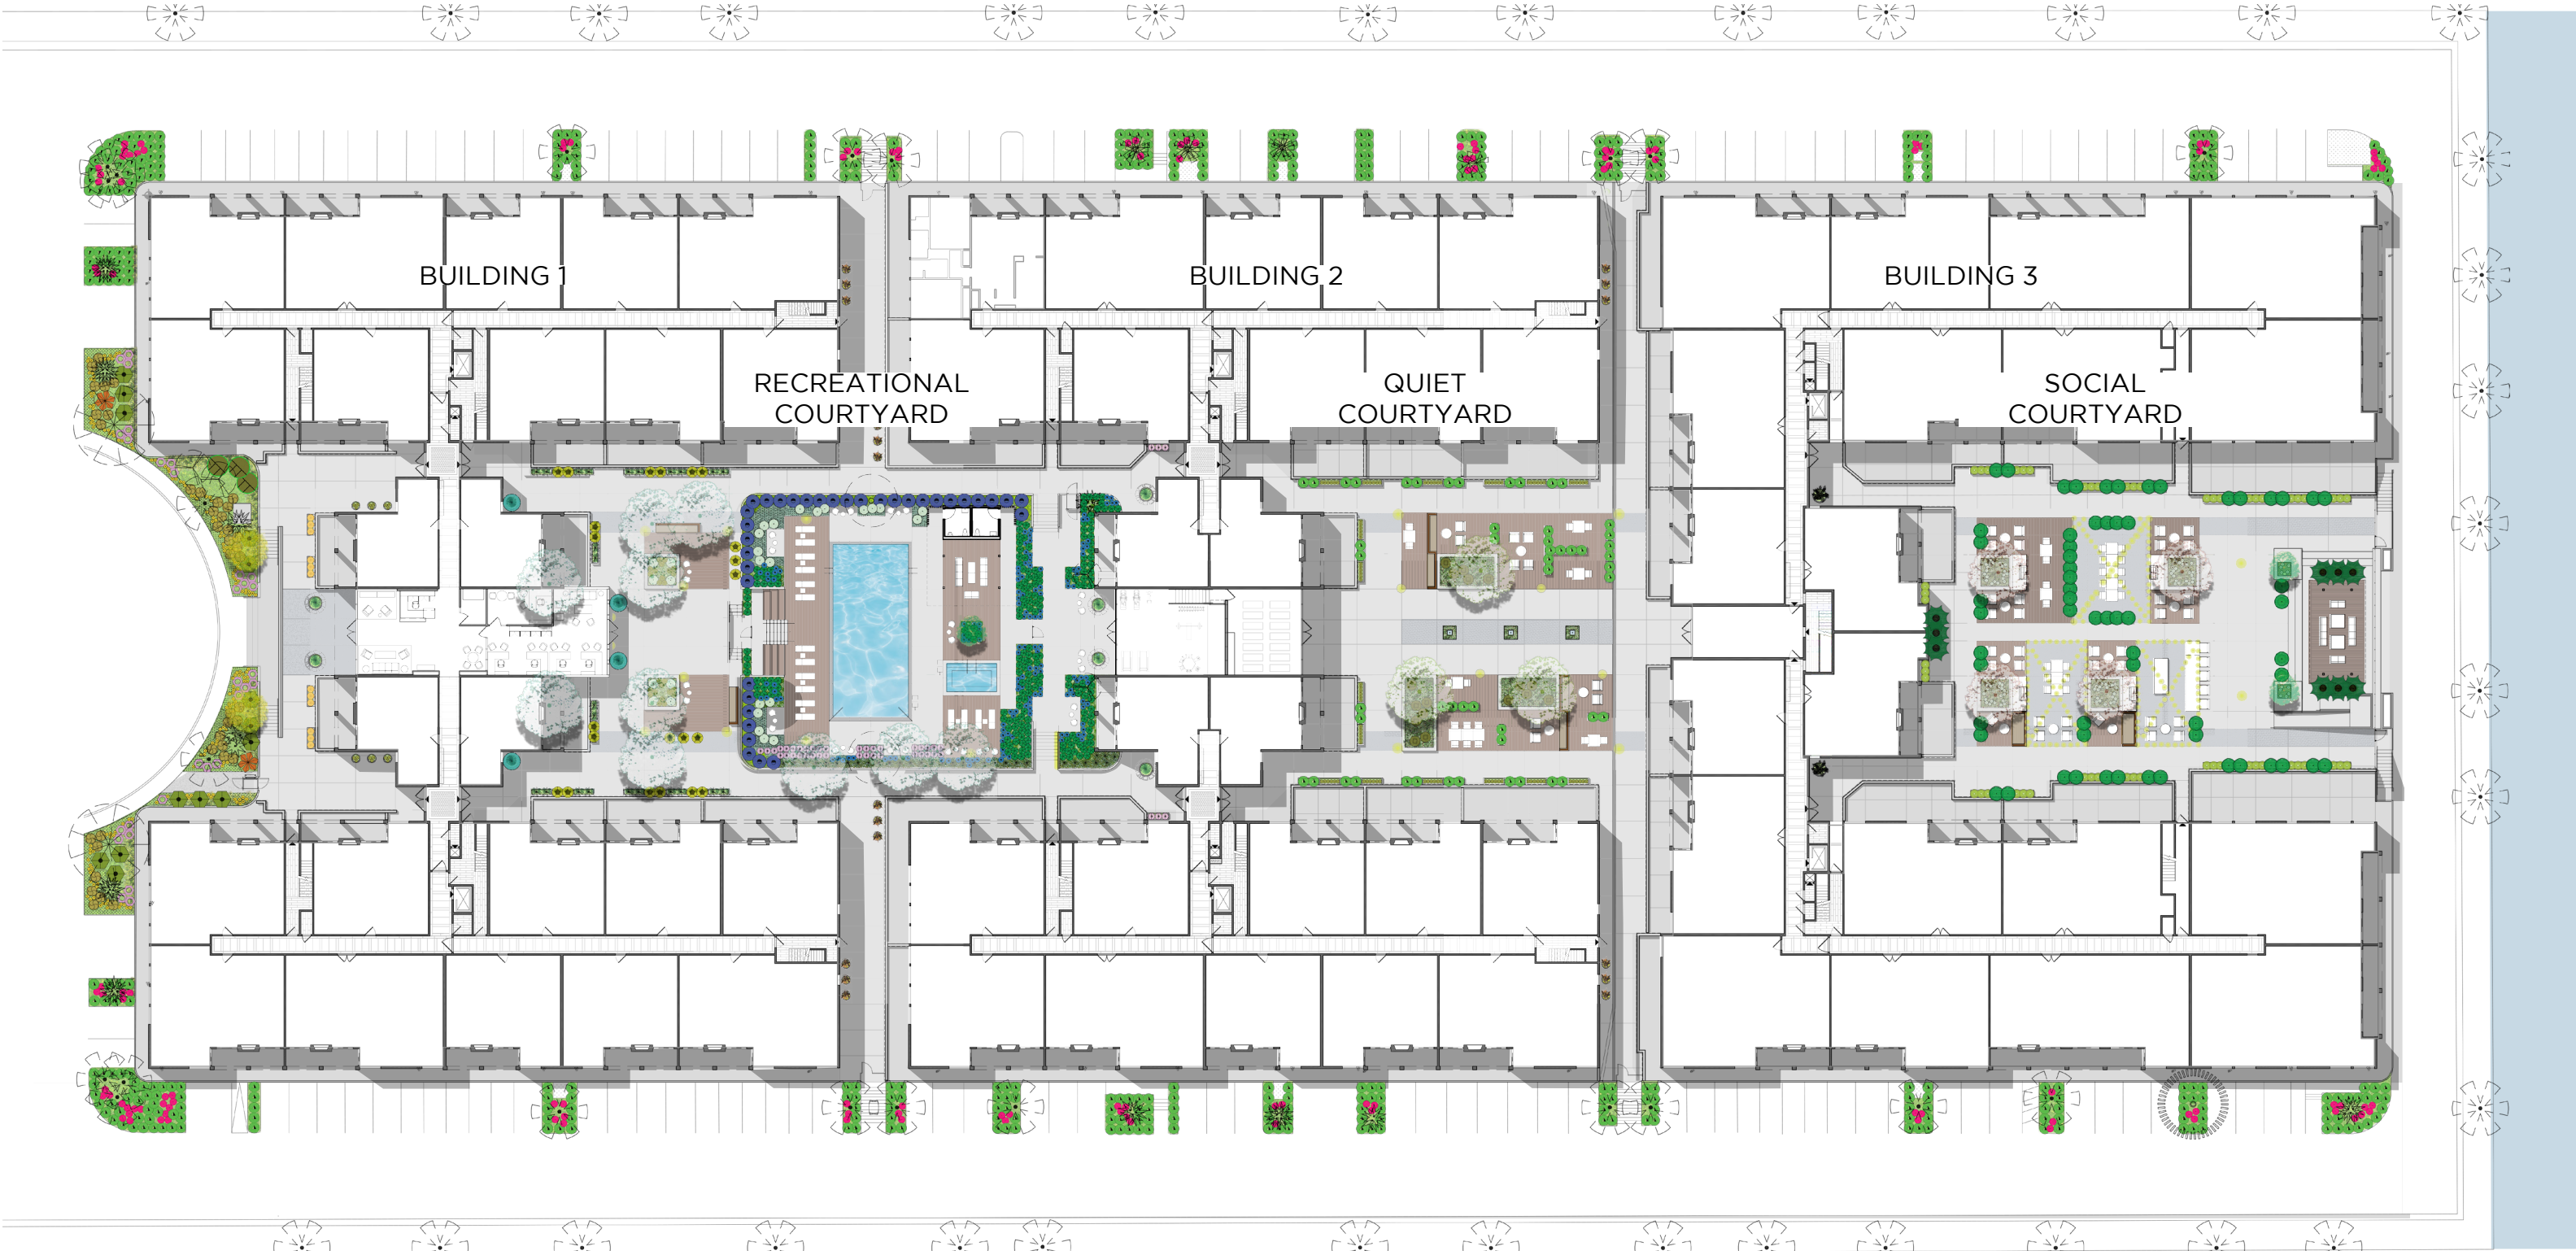 BUILDING 1
BUILDING 2
BUILDING 3
RECREATIONAL
COURTYARD
QUIET
COURTYARD
SOCIAL
COURTYARD